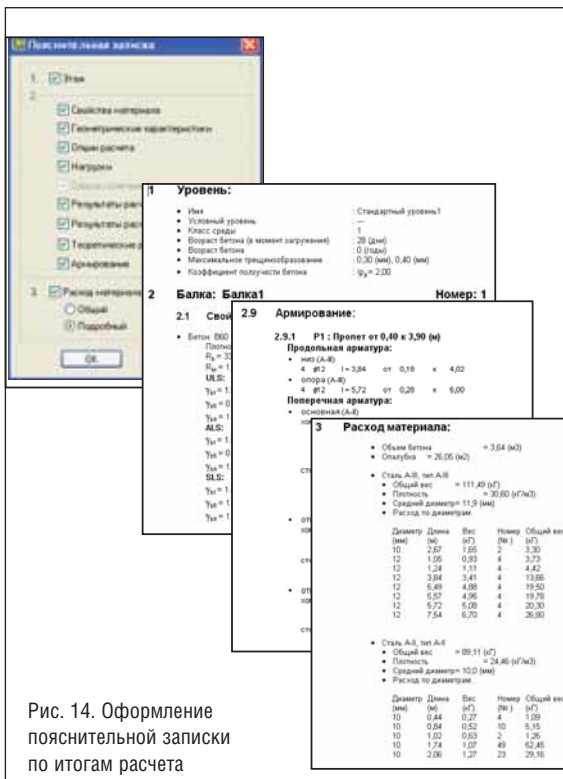 Пояснительная записка
1. Этаж
2.
Свойства материала
Геометрические характеристики
Опции расчета
Нагрузки
Результаты
Результаты
Теоретические
Армирование
3. Расход материала
Общий
Подробный
OK
1 Уровень:
• Имя : Стандартный уровень1
• Условный уровень : ---
• Класс среды : 1
• Возраст бетона (в момент загружения) : 28 (дни)
• Возраст бетона : 0 (годы)
• Максимальное трещинообразование : 0,30 (мм), 0,40 (мм)
• Коэффициент ползучести бетона : φp = 2,00
2 Балка: Балка1 Номер: 1
2.1 Свой
• Бетон B60
Плотно
ULS:
ALS:
SLS:
2.9 Армирование:
2.9.1 P1 : Пролет от 0,40 к 3,90 (м)
Продольная арматура:
• низ (А-III)
4 ф12 l = 3,84 от 0,18 к 4,02
• опора (А-III)
4 ф12 l = 5,72 от 0,28 к 6,00
Поперечная арматура:
• основная (А-II)
3 Расход материала:
• Объем бетона = 3,64 (м3)
• Опалубка = 26,05 (м2)
• Сталь А-III, тип А-III
• Общий вес = 111,49 (кГ)
• Плотность = 30,60 (кГ/м3)
• Средний диаметр = 11,9 (мм)
• Расход по диаметрам:
Диаметр Длина Вес Номер Общий вес
(мм) (м) (кГ) (№ ) (кГ)
10 2,67 1,65 2 3,30
12 1,05 0,93 4 3,73
12 1,24 1,11 4 4,42
12 3,84 3,41 4 13,66
12 5,49 4,88 4 19,50
12 5,57 4,95 4 19,78
12 5,72 5,08 4 20,30
12 7,54 6,70 4 26,80
• Сталь А-II, тип А-II
• Общий вес = 89,11 (кГ)
• Плотность = 24,46 (кГ/м3)
• Средний диаметр = 10,0 (мм)
• Расход по диаметрам:
Диаметр Длина Вес Номер Общий вес
(мм) (м) (кГ) (№ ) (кГ)
10 0,44 0,27 4 1,09
10 0,84 0,52 10 5,15
10 1,02 0,63 2 1,26
10 1,74 1,07 49 52,45
10 2,06 1,27 23 29,16
Рис. 14. Оформление
пояснительной записки
по итогам расчета